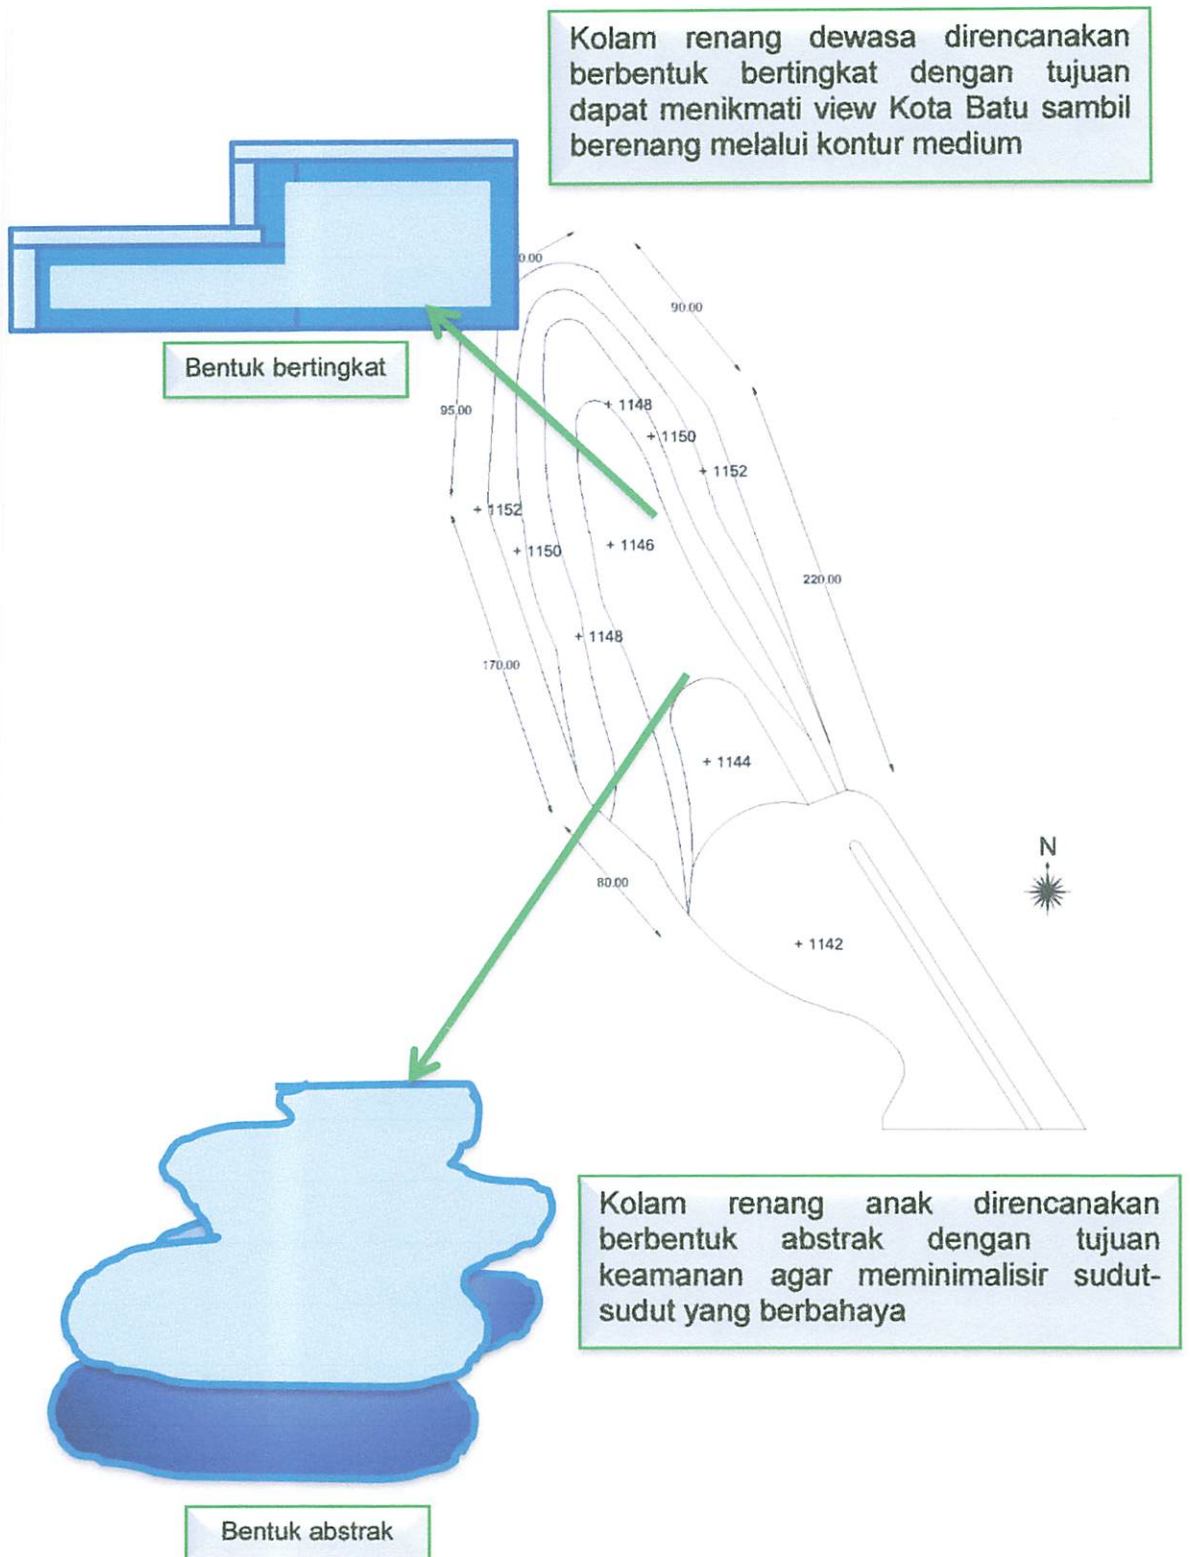 Kolam renang dewasa direncanakan
berbentuk bertingkat dengan tujuan
dapat menikmati view Kota Batu sambil
berenang melalui kontur medium
0.00
90.00
Bentuk bertingkat
95.00
+ 1148
+ 1150
+ 1152
+ 1152
+ 1150
+ 1146
220.00
+ 1148
170.00
+ 1144
N
80.00
+ 1142
Kolam renang anak direncanakan
berbentuk abstrak dengan tujuan
keamanan agar meminimalisir sudut-
sudut yang berbahaya
Bentuk abstrak